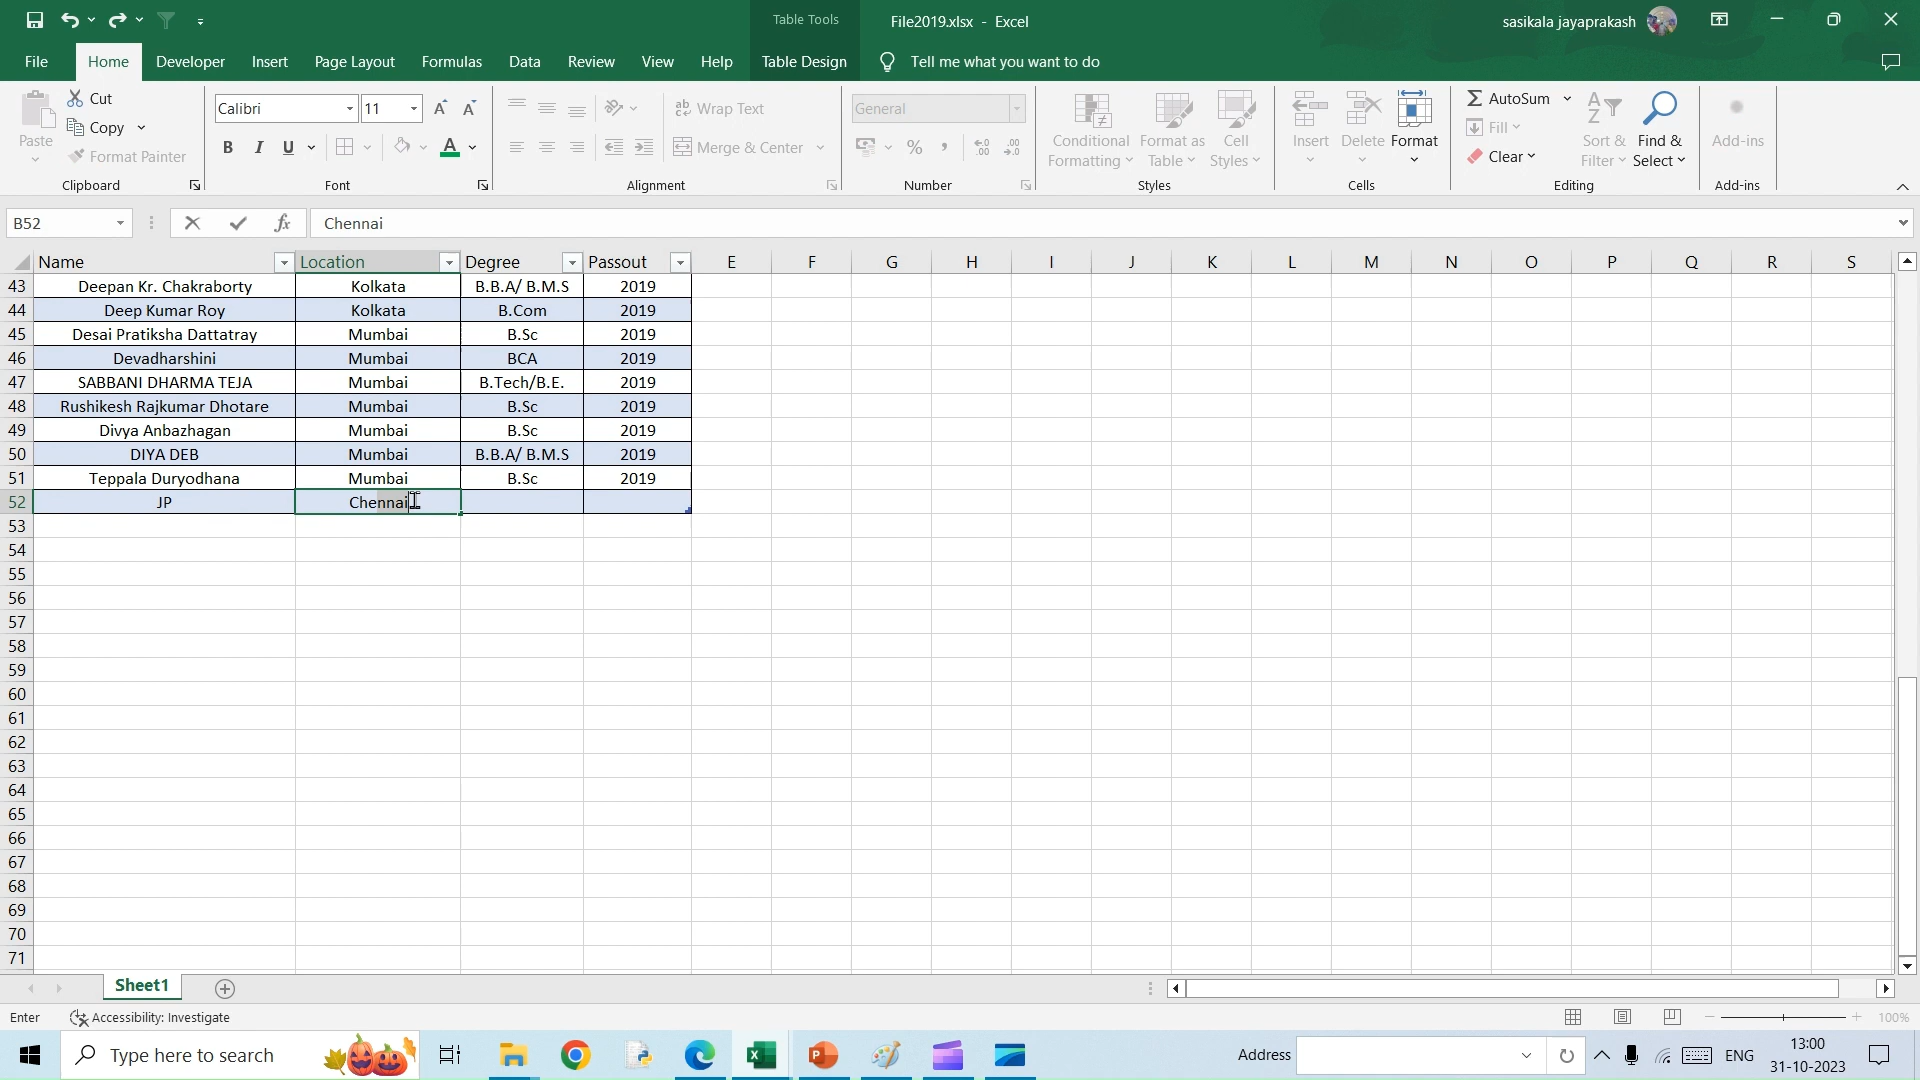 Table Tools
File2019.xlsx - Excel
sasikala jayaprakash
File Home Developer Insert Page Layout Formulas Data Review View Help Table Design Tell me what you want to do
Paste
Cut
Copy
Format Painter
Clipboard
Calibri 11
B I U A
Font
Wrap Text
Merge & Center
Alignment
General
% ,
Number
Conditional Formatting
Format as Table
Cell Styles
Styles
Insert Delete Format
Cells
AutoSum
Fill
Clear
Sort & Filter
Find & Select
Editing
Add-ins
Add-ins
B52 fx Chennai
Name Location Degree Passout E F G H I J K L M N O P Q R S
43 Deepan Kr. Chakraborty Kolkata B.B.A/ B.M.S 2019
44 Deep Kumar Roy Kolkata B.Com 2019
45 Desai Pratiksha Dattatray Mumbai B.Sc 2019
46 Devadharshini Mumbai BCA 2019
47 SABBANI DHARMA TEJA Mumbai B.Tech/B.E. 2019
48 Rushikesh Rajkumar Dhotare Mumbai B.Sc 2019
49 Divya Anbazhagan Mumbai B.Sc 2019
50 DIYA DEB Mumbai B.B.A/ B.M.S 2019
51 Teppala Duryodhana Mumbai B.Sc 2019
52 JP Chennai
53
54
55
56
57
58
59
60
61
62
63
64
65
66
67
68
69
70
71
Sheet1
Enter Accessibility: Investigate 100%
Type here to search
Address
ENG
13:00
31-10-2023